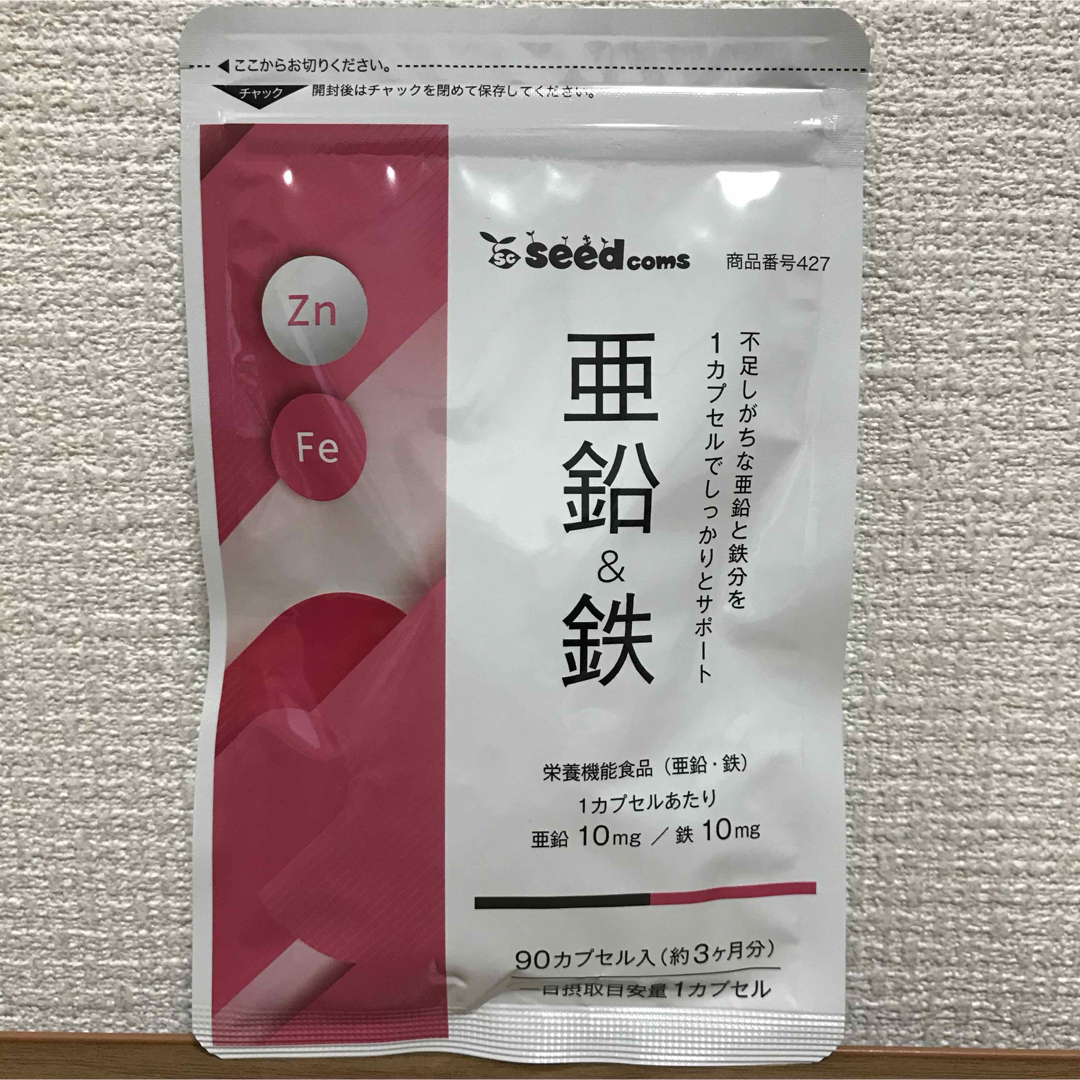 ◀ここからお切りください。
チャック 開封後はチャックを閉めて保存してください。
Zn
Fe
SC seedcoms 商品番号427
不足しがちな亜鉛と鉄分を
1カプセルでしっかりとサポート
亜鉛&鉄
栄養機能食品(亜鉛・鉄)
1カプセルあたり
亜鉛 10mg / 鉄 10mg
90カプセル入(約3ヶ月分)
一日摂取目安量1カプセル